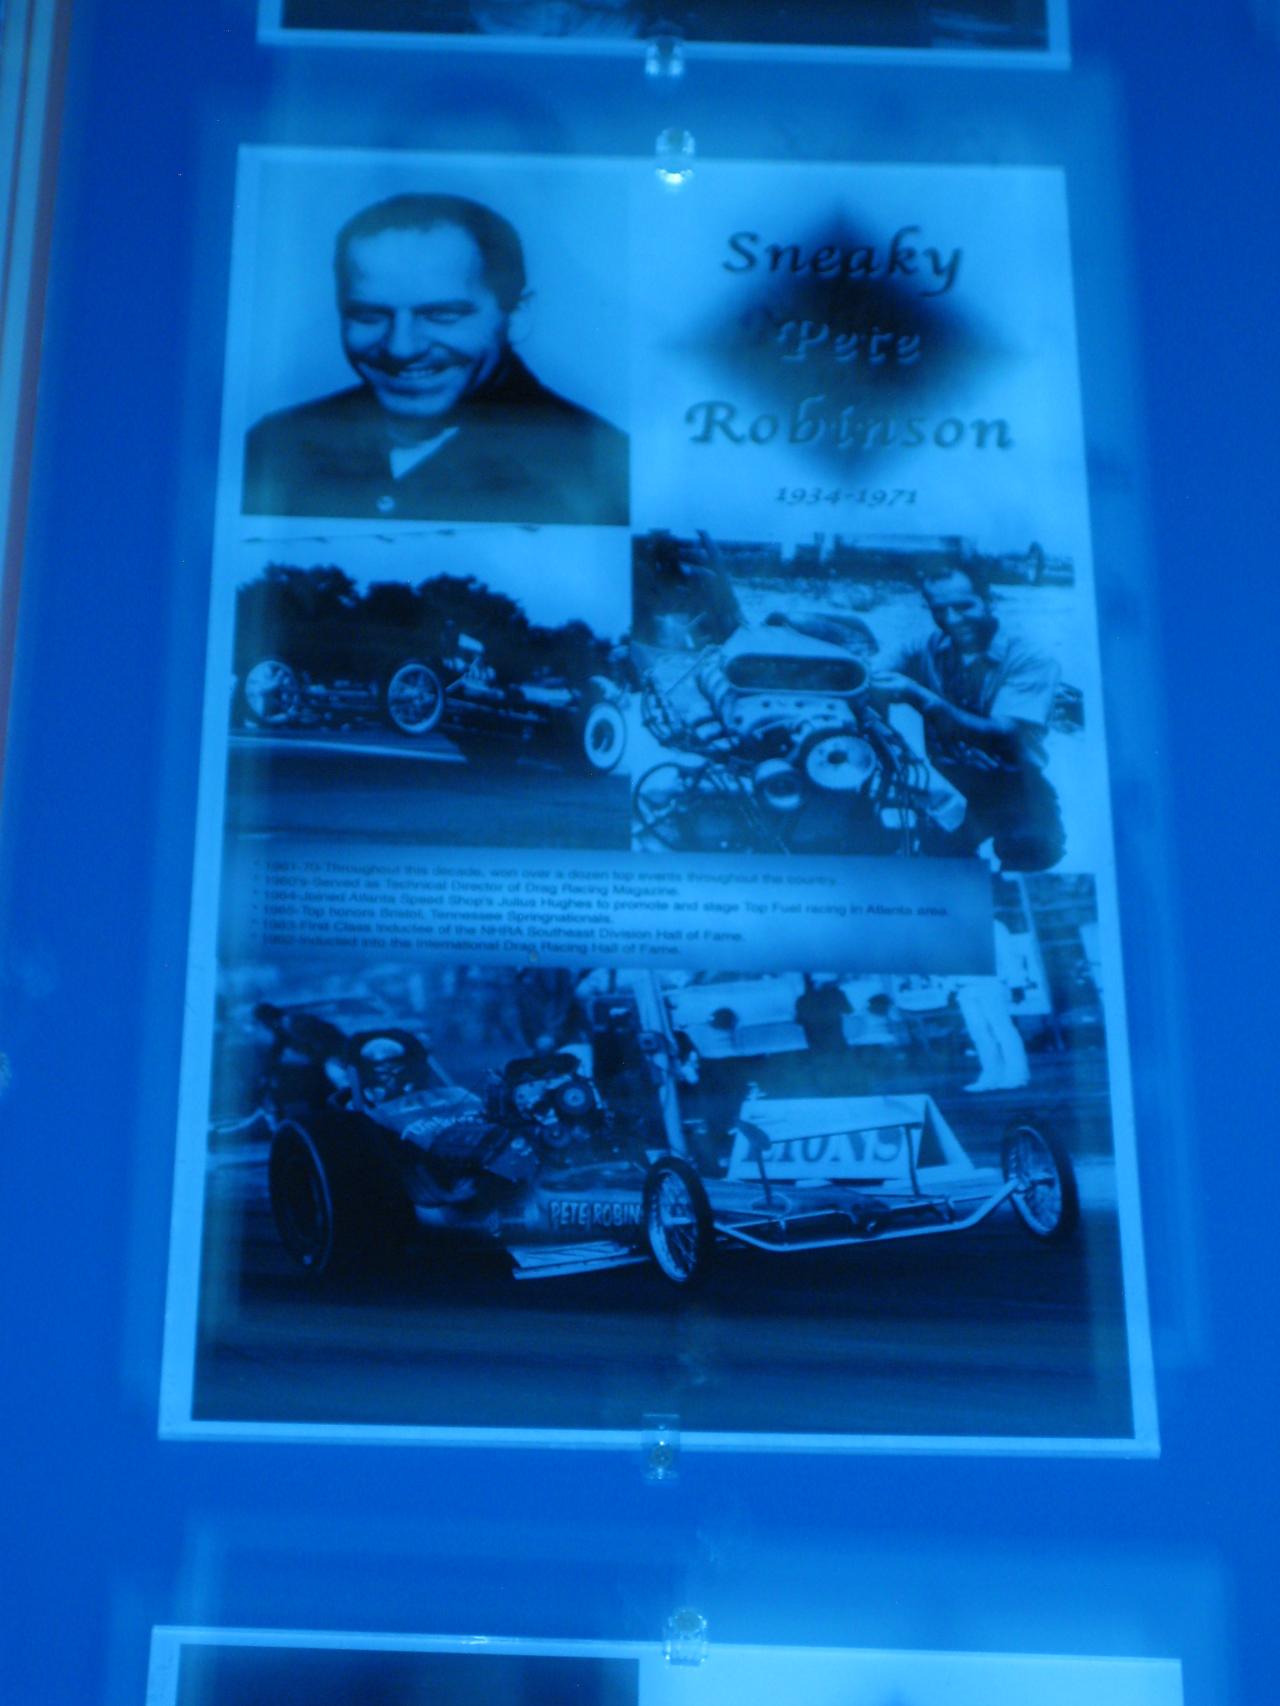 Sneaky
Pete
Robinson
1934-1971
* 1961-70-Throughout this decade, won over a dozen top events throughout the country.
* 1960's-Served as Technical Director of Drag Racing Magazine.
* 1964-Joined Atlanta Speed Shop's Julius Hughes to promote and stage Top Fuel racing in Atlanta area.
* 1965-Top honors Bristol, Tennessee Springnationals.
* 1983-First Class Inductee of the NHRA Southeast Division Hall of Fame.
* 1992-Inducted into the International Drag Racing Hall of Fame.
LIONS
PETE ROBIN